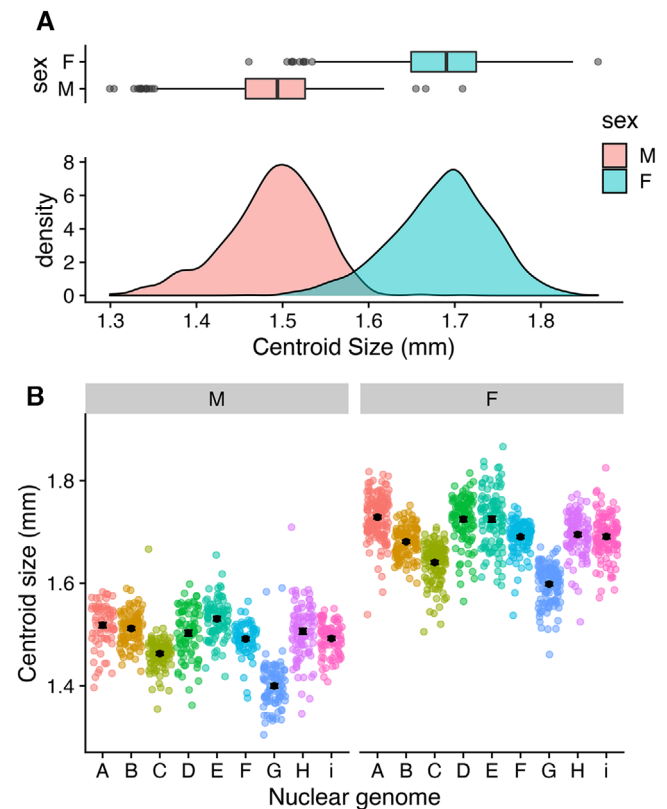 A
sex
F
M
sex
M
F
density
8
6
4
2
0
1.3 1.4 1.5 1.6 1.7 1.8
Centroid Size (mm)
B
M F
Centroid size (mm)
1.8
1.6
1.4
A B C D E F G H i A B C D E F G H i
Nuclear genome